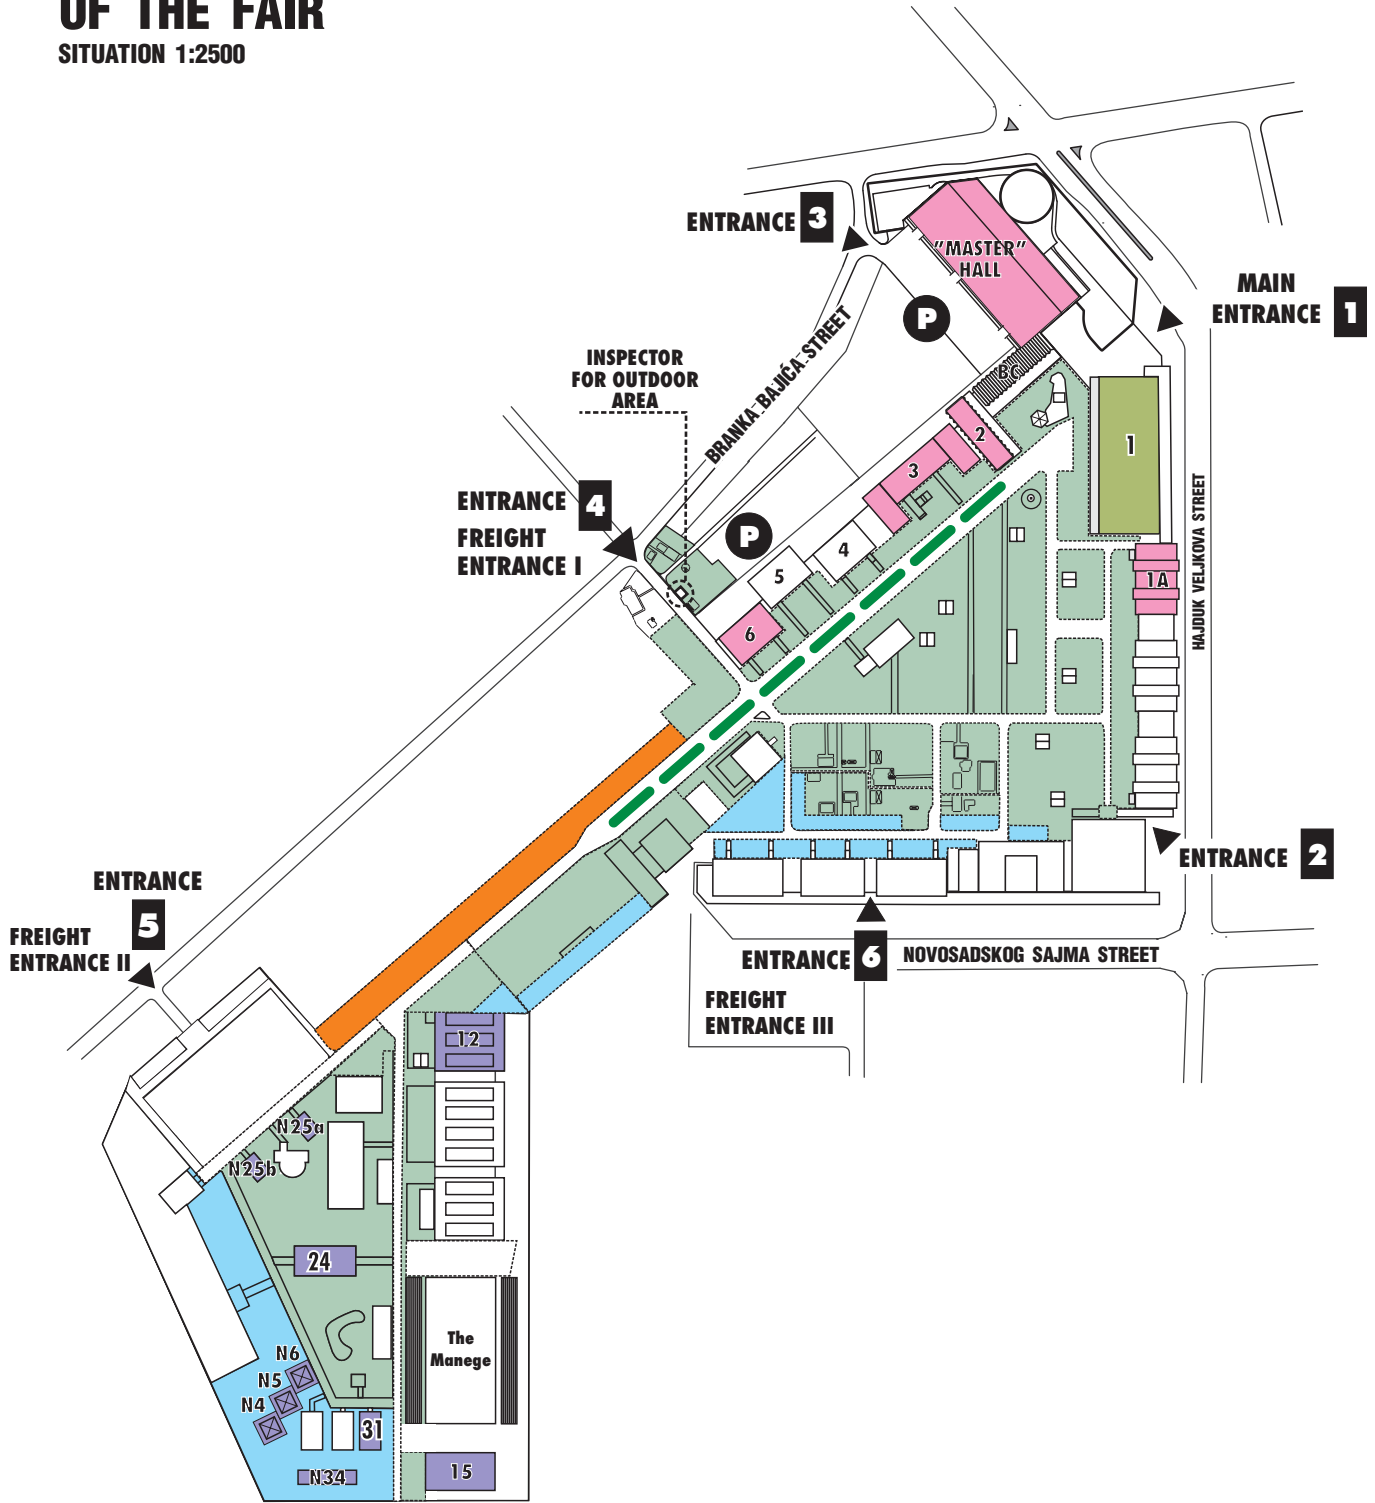 OF THE FAIR
SITUATION 1:2500
ENTRANCE 3
"MASTER"
HALL
MAIN
ENTRANCE 1
P
BRANKA BAJIĆA STREET
INSPECTOR
FOR OUTDOOR
AREA
BC
2
1
3
ENTRANCE 4
FREIGHT
ENTRANCE I
P
4
5
6
1A
HAJDUK VELJKOVA STREET
ENTRANCE 2
ENTRANCE
5
FREIGHT
ENTRANCE II
ENTRANCE 6
NOVOSADSKOG SAJMA STREET
FREIGHT
ENTRANCE III
12
N25a
N25b
24
The
Manege
N6
N5
N4
31
N34
15